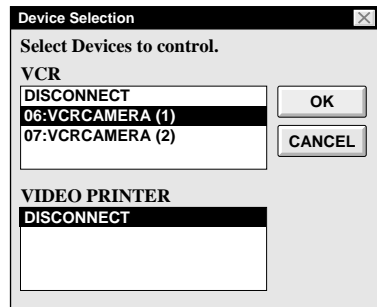 Device Selection
Select Devices to control.
VCR
DISCONNECT
06:VCRCAMERA (1)
07:VCRCAMERA (2)
OK
CANCEL
VIDEO PRINTER
DISCONNECT